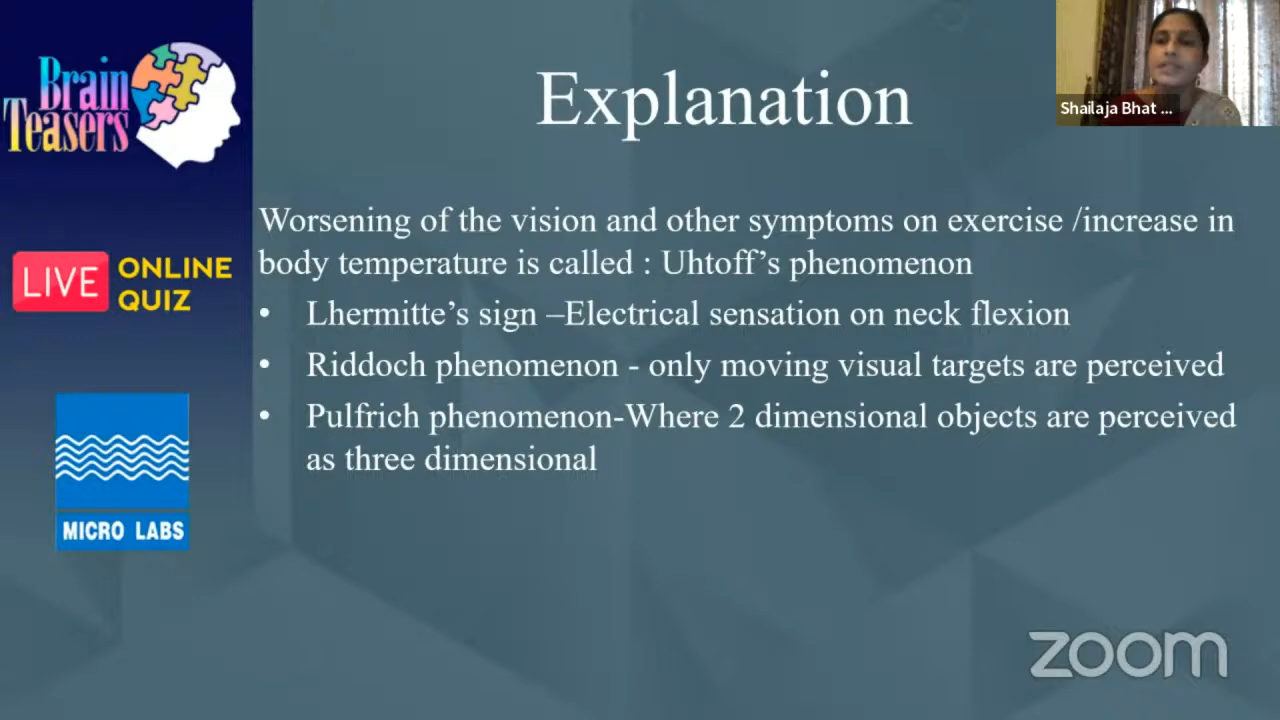 Brain
Teasers
LIVE
ONLINE
QUIZ
MICRO LABS
Explanation
Shailaja Bhat ...
Worsening of the vision and other symptoms on exercise /increase in
body temperature is called : Uhtoff’s phenomenon
• Lhermitte’s sign –Electrical sensation on neck flexion
• Riddoch phenomenon - only moving visual targets are perceived
• Pulfrich phenomenon-Where 2 dimensional objects are perceived
as three dimensional
zoom